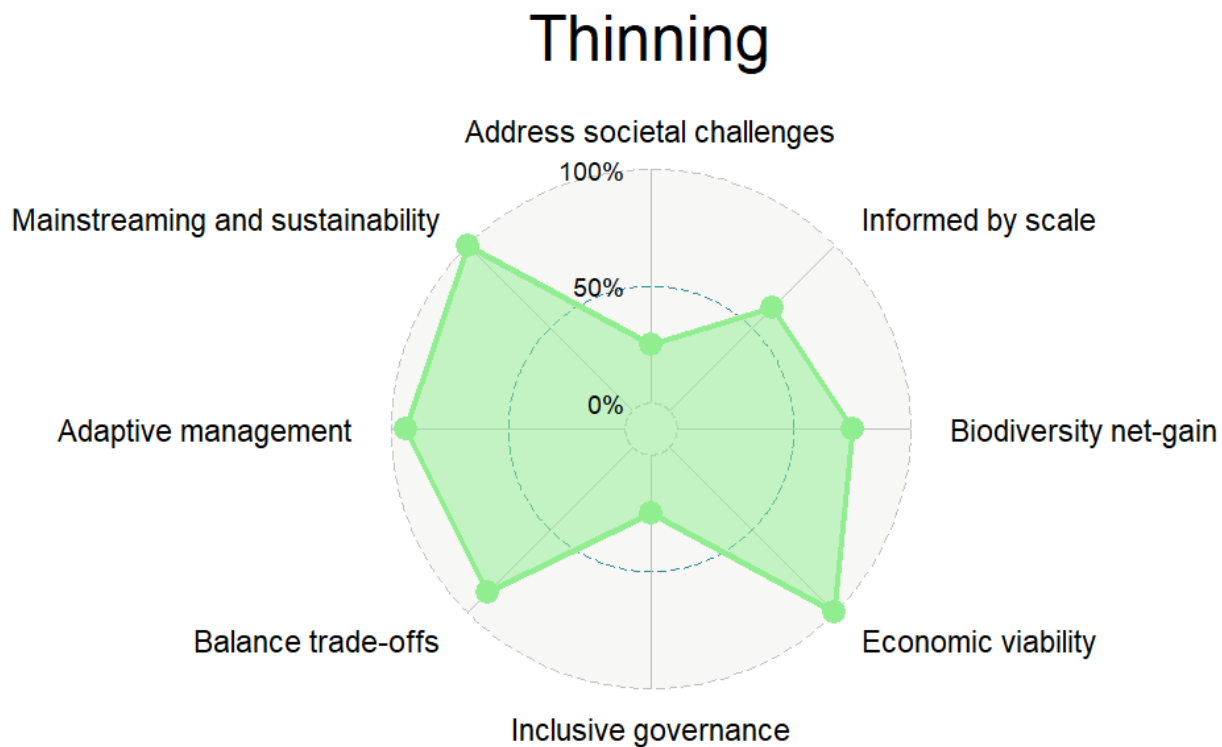 Thinning
Address societal challenges
100%
Mainstreaming and sustainability
Informed by scale
50%
0%
Adaptive management
Biodiversity net-gain
Balance trade-offs
Economic viability
Inclusive governance